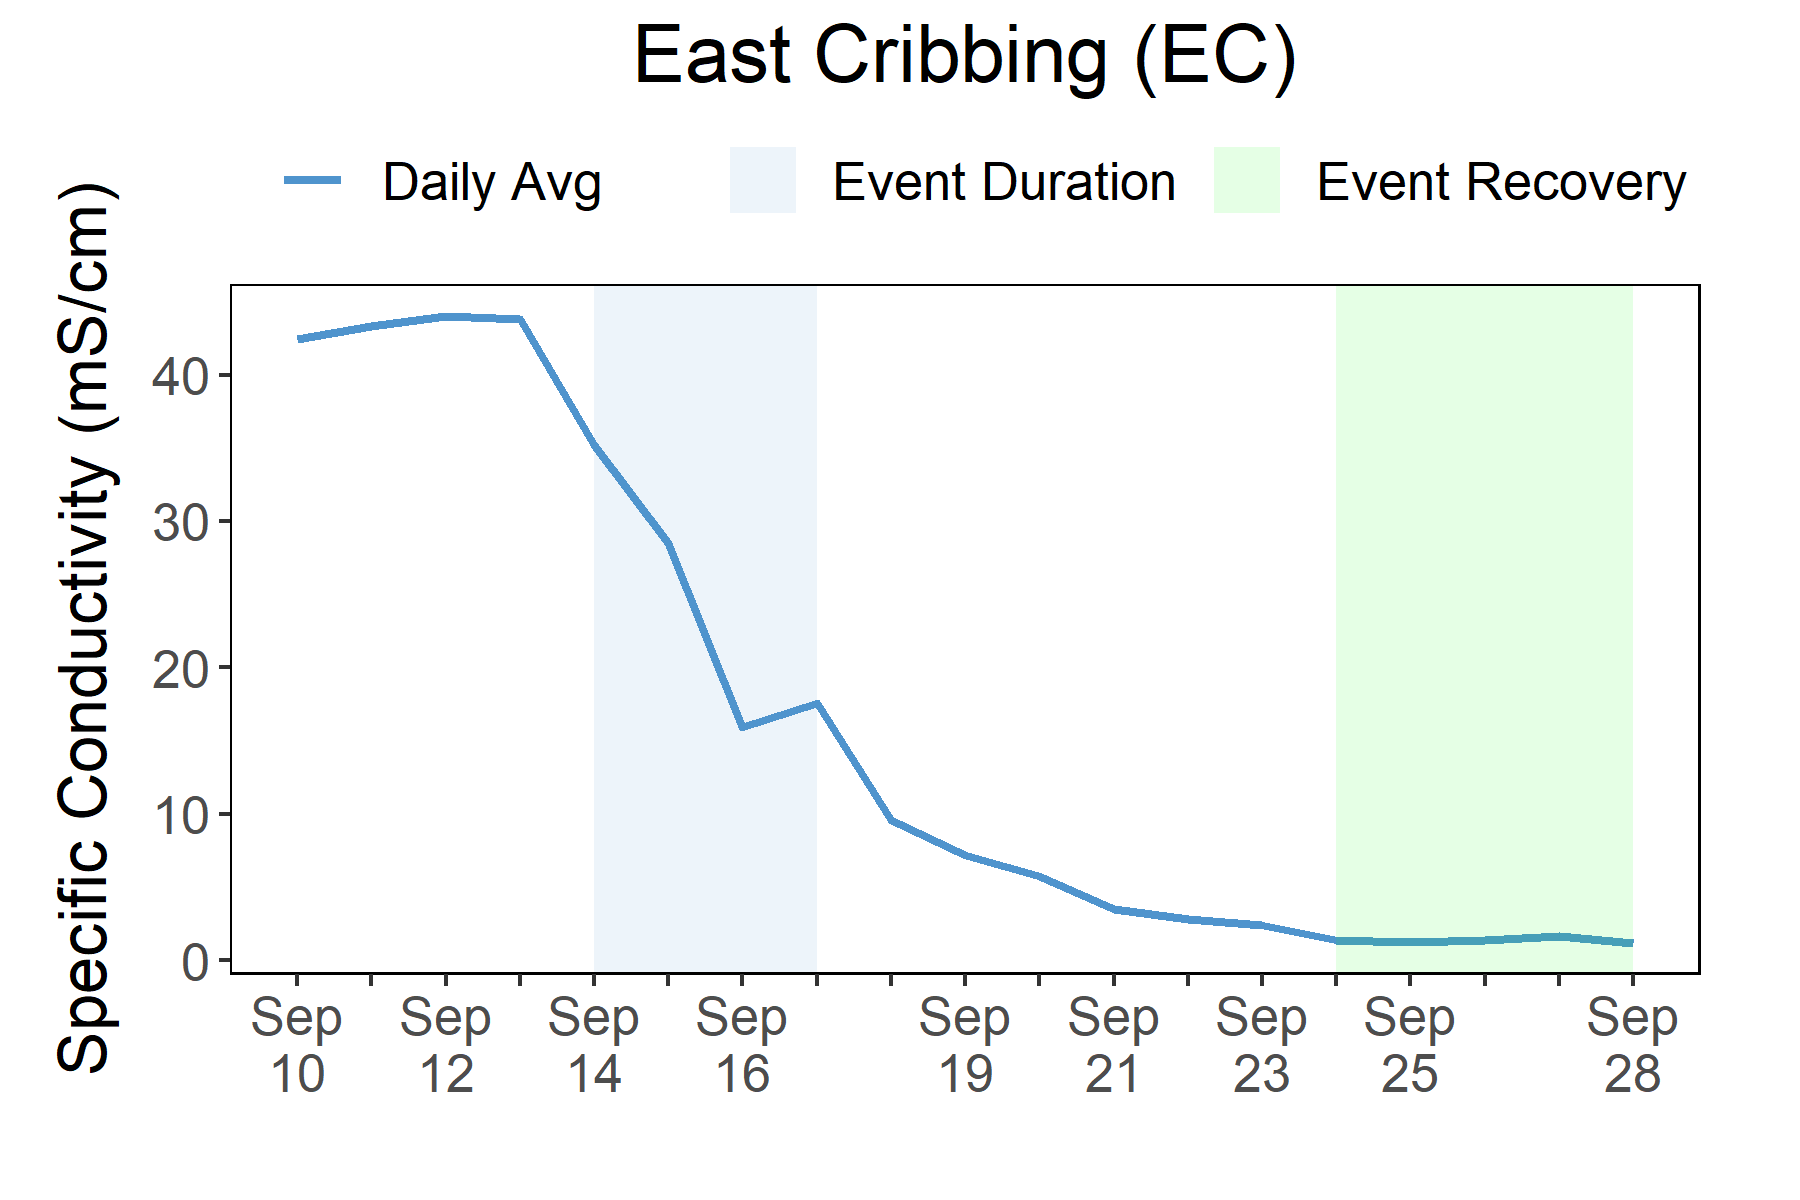 East Cribbing (EC)
Daily Avg Event Duration Event Recovery
Specific Conductivity (mS/cm)
40
30
20
10
0
Sep Sep Sep Sep Sep Sep Sep Sep Sep
10 12 14 16 19 21 23 25 28